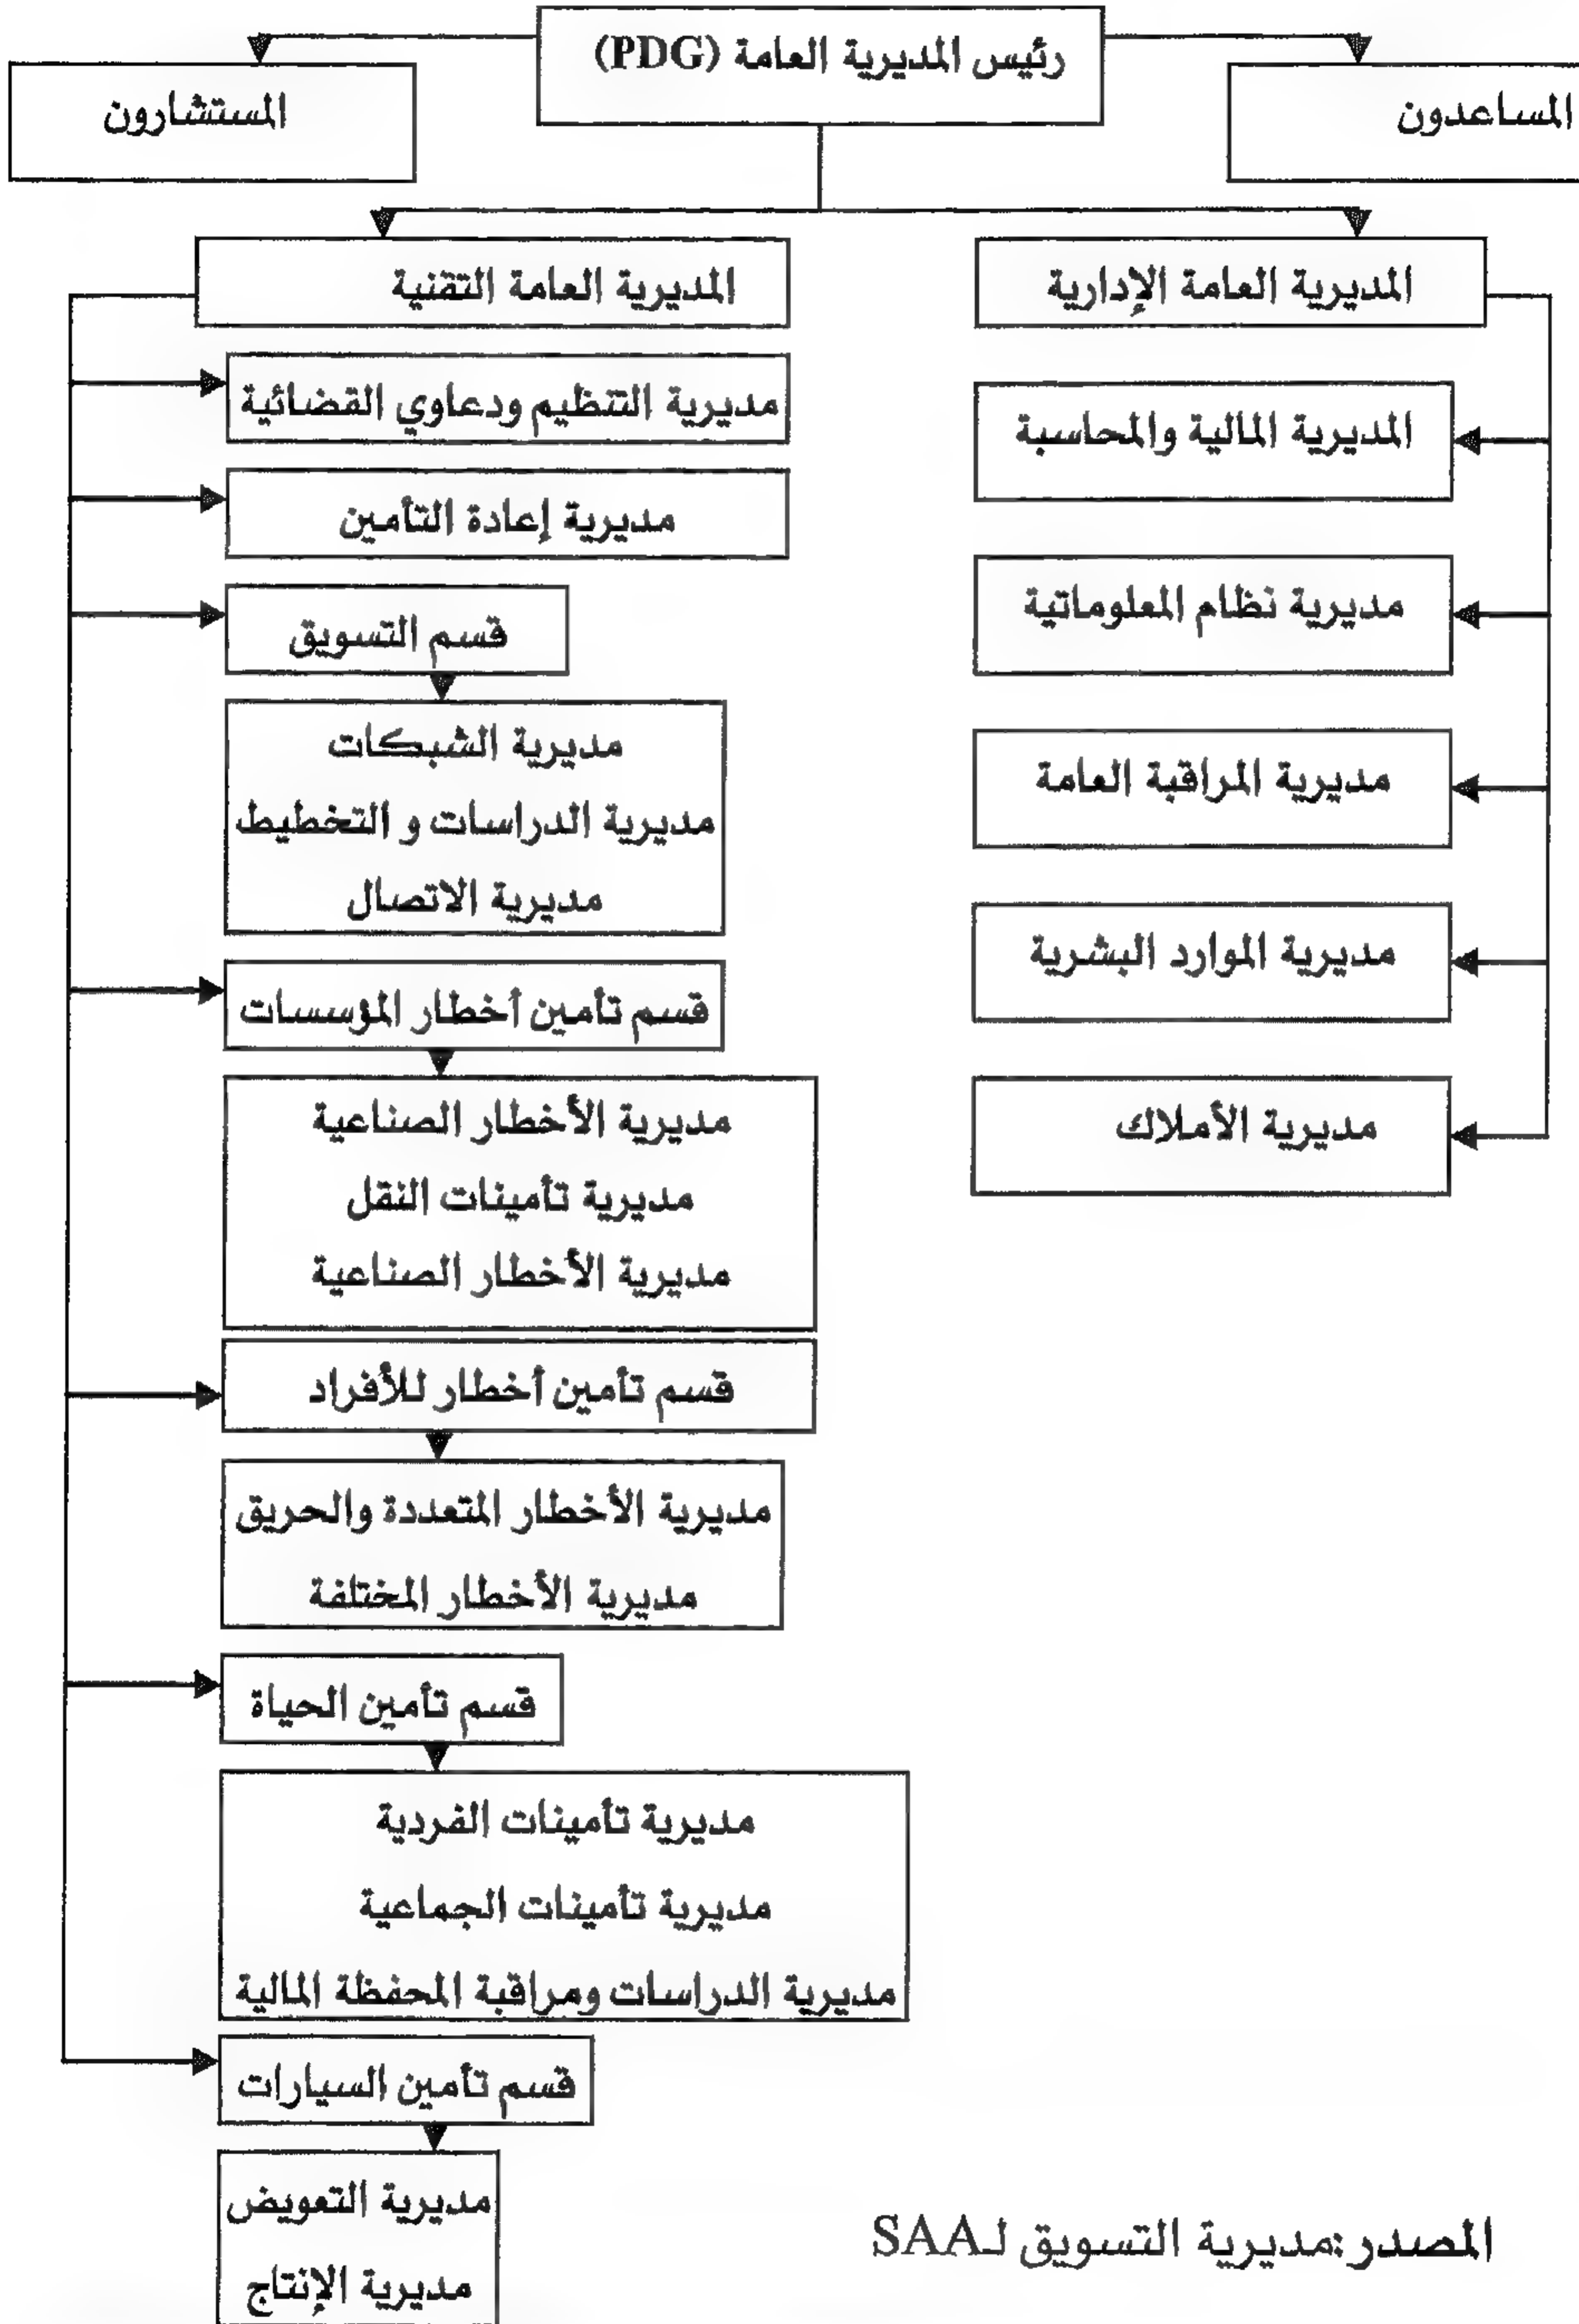 رئيس المديرية العامة (PDG)
المساعدون
المستشارون
المديرية العامة الإدارية
المديرية المالية والمحاسبة
مديرية نظام المعلوماتية
مديرية المراقبة العامة
مديرية الموارد البشرية
مديرية الأملاك
المديرية العامة التقنية
مديرية التنظيم ودعاوي القضائية
مديرية إعادة التأمين
قسم التسويق
مديرية الشبكات
مديرية الدراسات و التخطيط
مديرية الاتصال
قسم تأمين أخطار المؤسسات
مديرية الأخطار الصناعية
مديرية تأمينات النقل
مديرية الأخطار الصناعية
قسم تأمين أخطار للأفراد
مديرية الأخطار المتعددة والحريق
مديرية الأخطار المختلفة
قسم تأمين الحياة
مديرية تأمينات الفردية
مديرية تأمينات الجماعية
مديرية الدراسات ومراقبة المحفظة المالية
قسم تأمين السيارات
مديرية التعويض
مديرية الإنتاج
المصدر:مديرية التسويق لـSAA